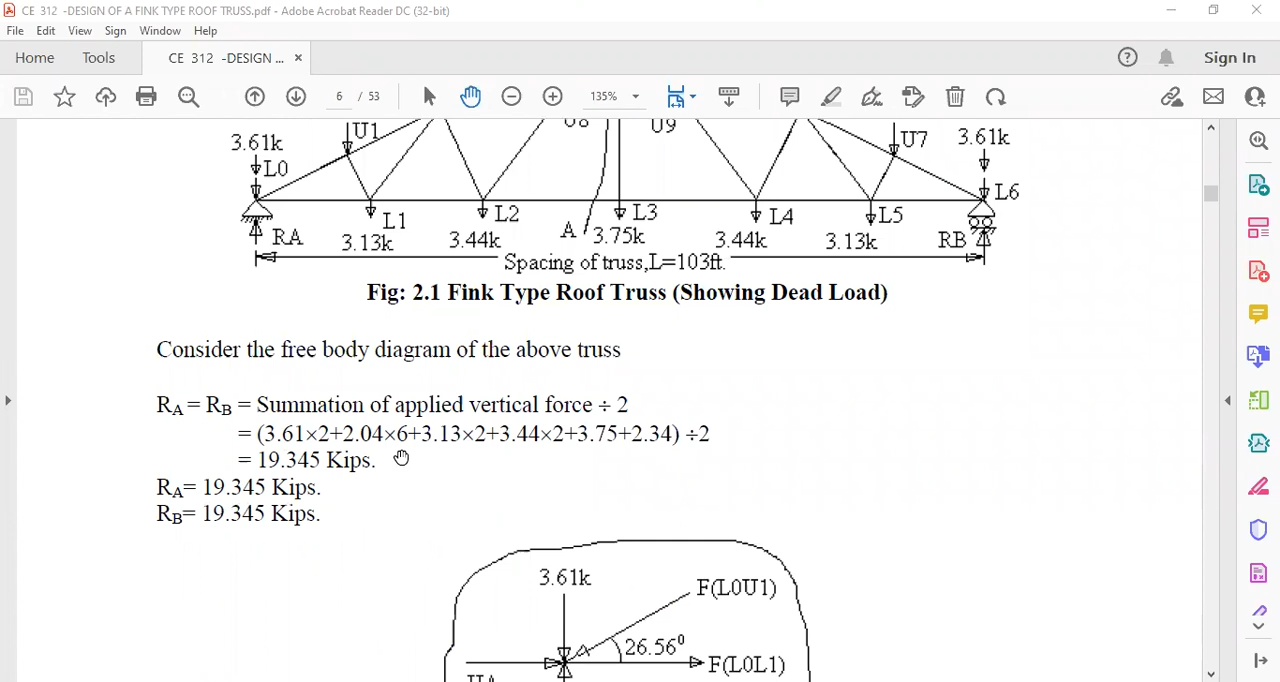 CE 312 -DESIGN OF A FINK TYPE ROOF TRUSS.pdf - Adobe Acrobat Reader DC (32-bit)
File Edit View Sign Window Help
Home Tools CE 312 -DESIGN ... × Sign In
6 / 53 135%
3.61k U1 U8 U9 U7 3.61k
L0 L6
L1 L2 L3 L4 L5
RA 3.13k 3.44k A 3.75k 3.44k 3.13k RB
Spacing of truss,L=103ft.
Fig: 2.1 Fink Type Roof Truss (Showing Dead Load)
Consider the free body diagram of the above truss
RA = RB = Summation of applied vertical force ÷ 2
= (3.61×2+2.04×6+3.13×2+3.44×2+3.75+2.34) ÷2
= 19.345 Kips.
RA= 19.345 Kips.
RB= 19.345 Kips.
3.61k F(L0U1)
26.56⁰
F(L0L1)